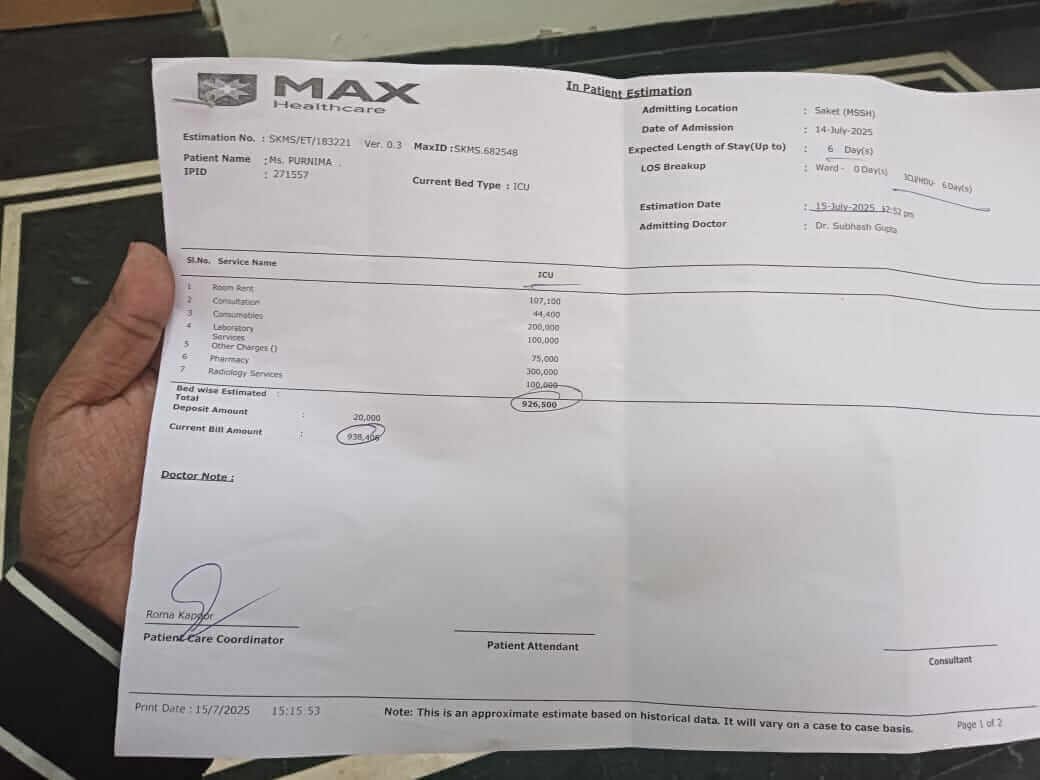 MAX
Healthcare
In Patient Estimation
Estimation No. : SKMS/ET/183221 Ver. 0.3 MaxID :SKMS.682548
Patient Name : Ms. PURNIMA .
IPID : 271557
Current Bed Type : ICU
Admitting Location : Saket (MSSH)
Date of Admission : 14-July-2025
Expected Length of Stay(Up to) : 6 Day(s)
LOS Breakup : Ward - 0 Day(s) ICU/HDU- 6 Day(s)
Estimation Date : 15-July-2025 12:52 pm
Admitting Doctor : Dr. Subhash Gupta
Sl.No. Service Name ICU
1 Room Rent 107,100
2 Consultation 44,400
3 Consumables 200,000
4 Laboratory Services 100,000
5 Other Charges () 75,000
6 Pharmacy 300,000
7 Radiology Services 100,000
Bed wise Estimated : 926,500
Total
Deposit Amount : 20,000
Current Bill Amount : 938,406
Doctor Note :
Roma Kapoor
Patient Care Coordinator
Patient Attendant
Consultant
Print Date : 15/7/2025 15:15:53
Note: This is an approximate estimate based on historical data. It will vary on a case to case basis.
Page 1 of 2